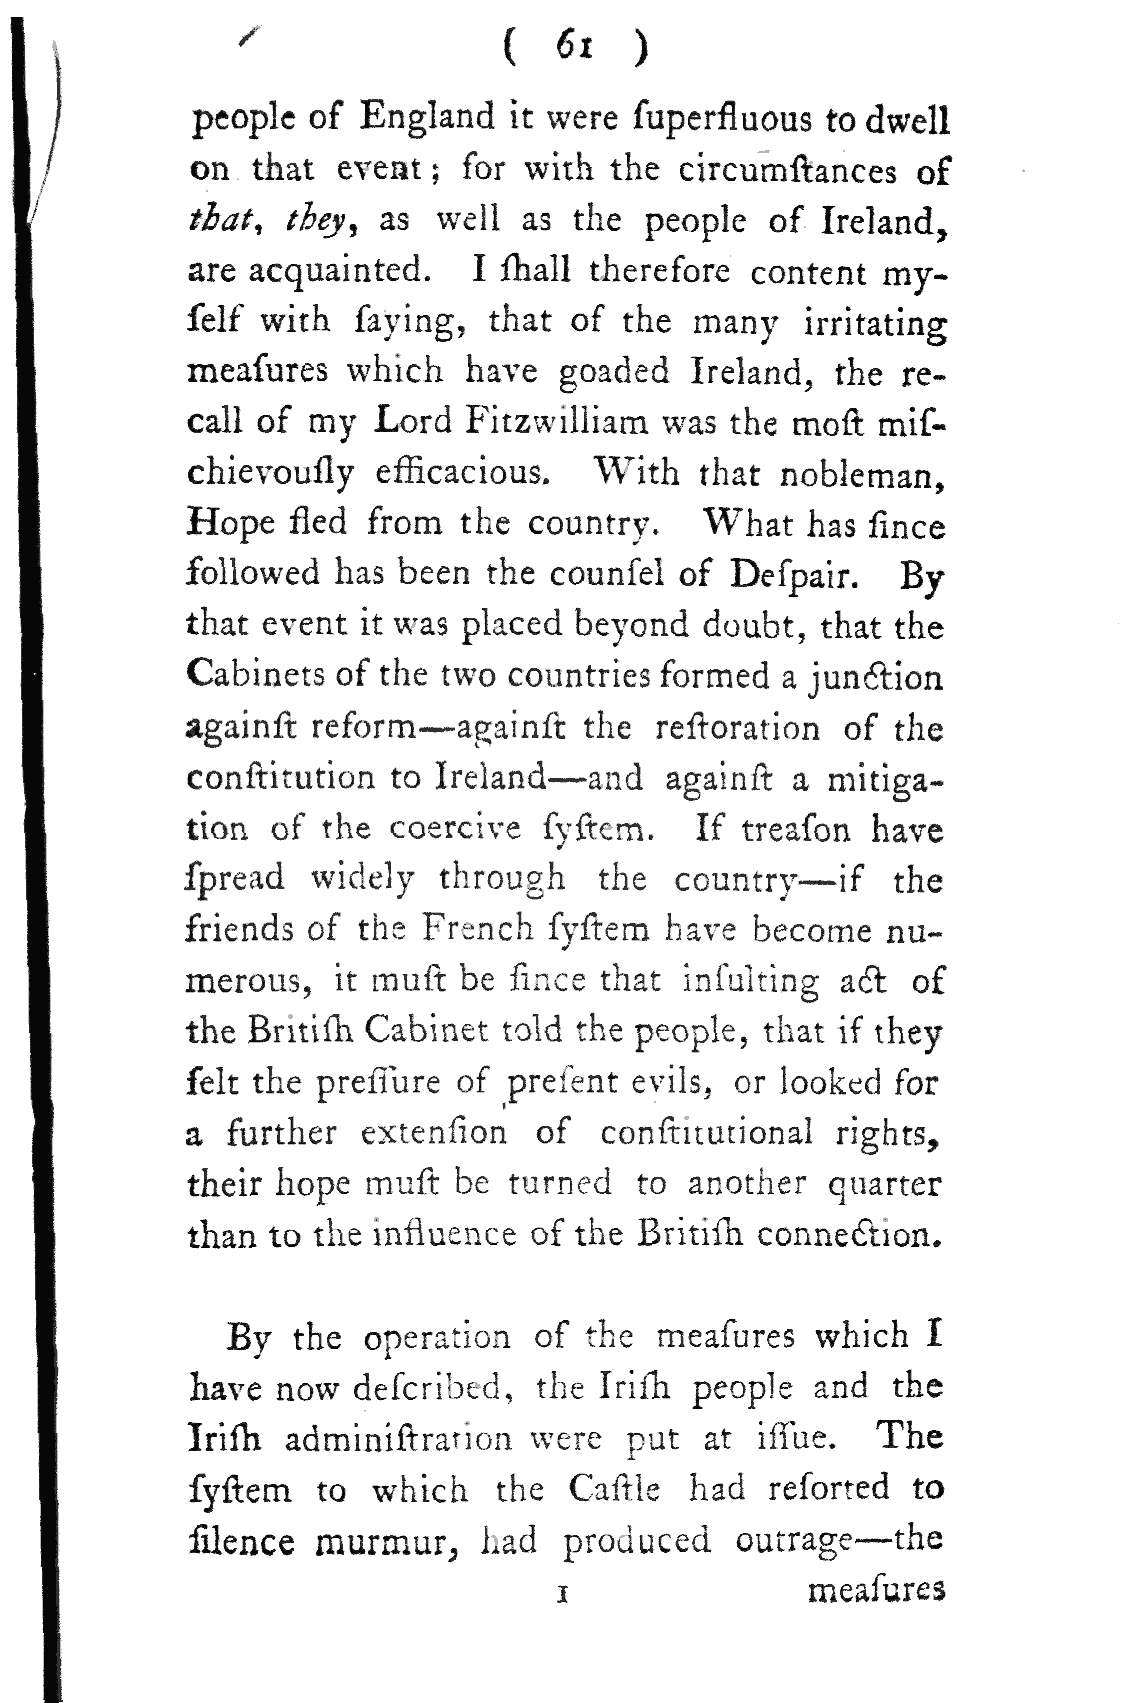 ( 61 )
people of England it were ſuperfluous to dwell
on that event; for with the circumſtances of
that, they, as well as the people of Ireland,
are acquainted. I ſhall therefore content my-
ſelf with ſaying, that of the many irritating
meaſures which have goaded Ireland, the re-
call of my Lord Fitzwilliam was the moſt miſ-
chievouſly efficacious. With that nobleman,
Hope fled from the country. What has ſince
followed has been the counſel of Deſpair. By
that event it was placed beyond doubt, that the
Cabinets of the two countries formed a junction
againſt reform—againſt the reſtoration of the
conſtitution to Ireland—and againſt a mitiga-
tion of the coercive ſyſtem. If treaſon have
ſpread widely through the country—if the
friends of the French ſyſtem have become nu-
merous, it muſt be ſince that inſulting act of
the Britiſh Cabinet told the people, that if they
felt the preſſure of preſent evils, or looked for
a further extenſion of conſtitutional rights,
their hope muſt be turned to another quarter
than to the influence of the Britiſh connection.
By the operation of the meaſures which I
have now deſcribed, the Iriſh people and the
Iriſh adminiſtration were put at iſſue. The
ſyſtem to which the Caſtle had reſorted to
ſilence murmur, had produced outrage—the
I meaſures